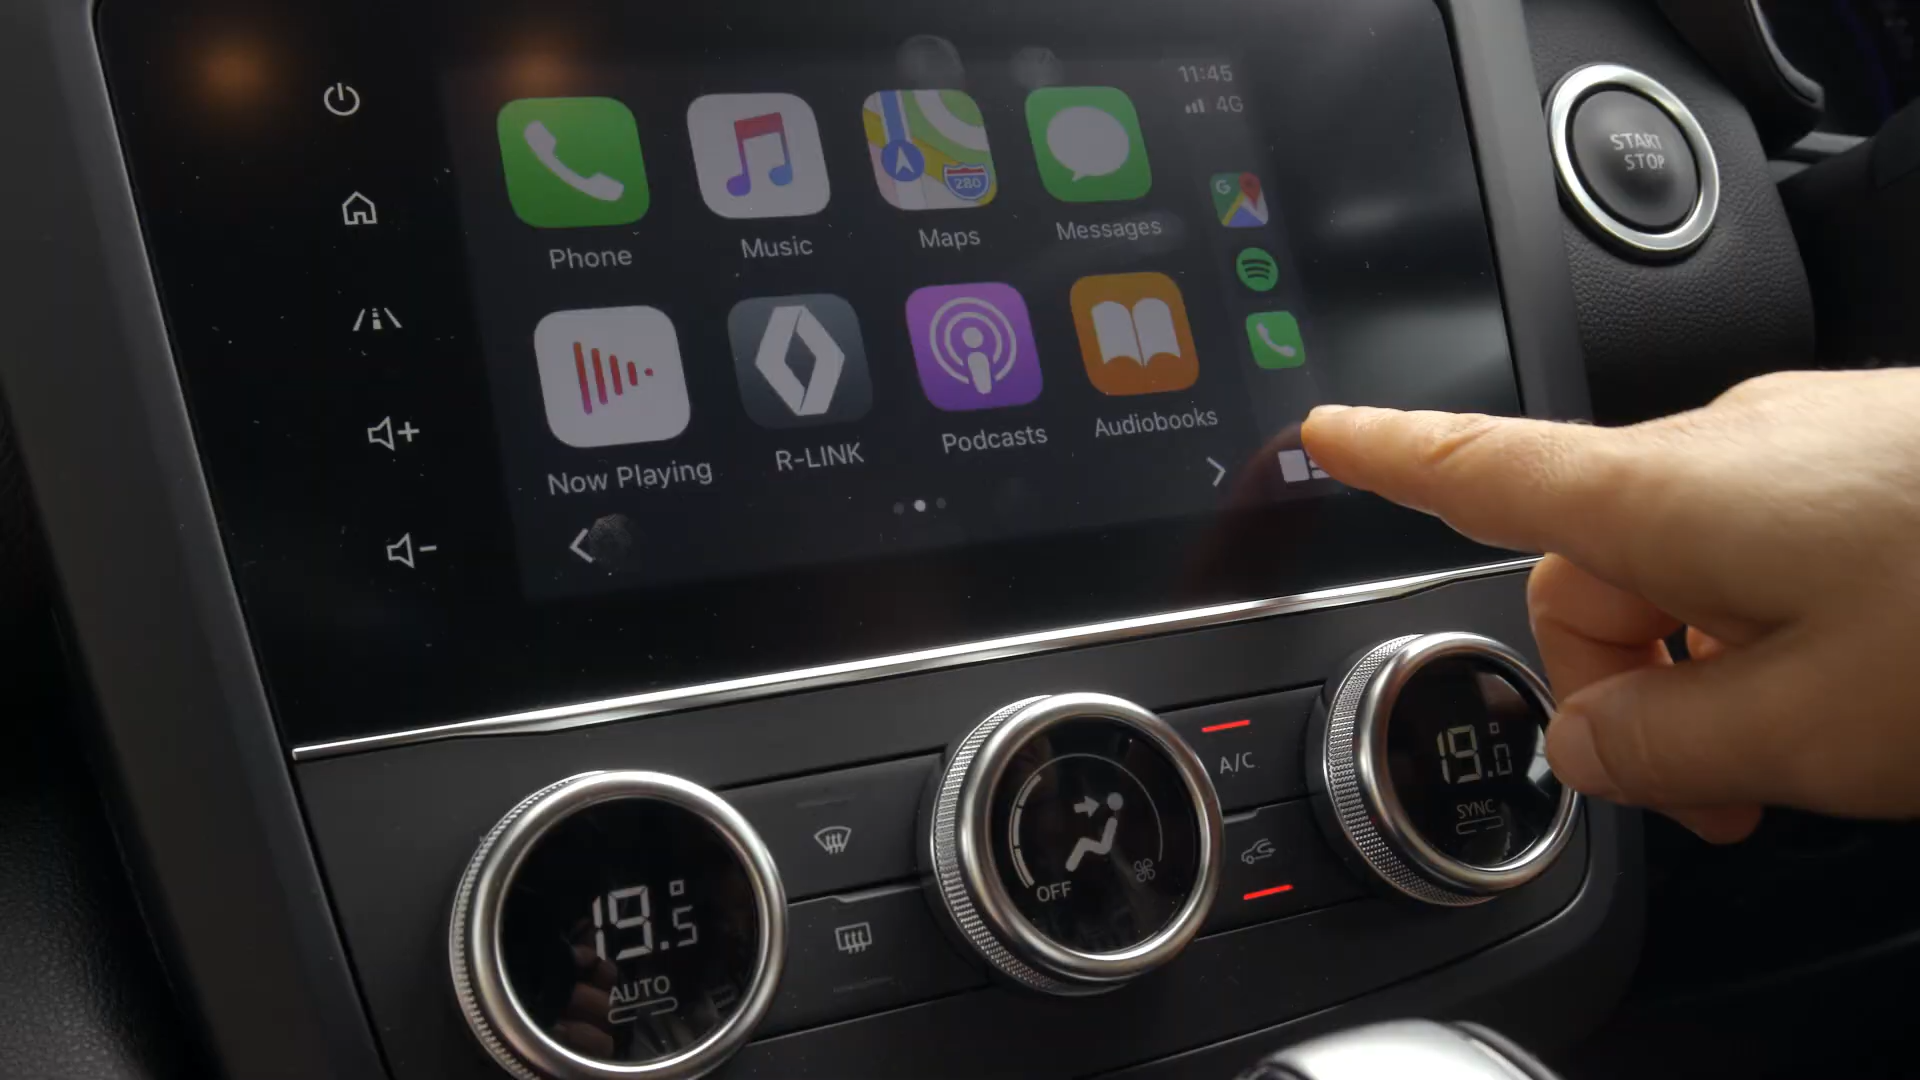 11:45
4G
START
STOP
280
G
Phone
Music
Maps
Messages
Now Playing
R-LINK
Podcasts
Audiobooks
A/C
19.0°
SYNC
OFF
19.5°
AUTO